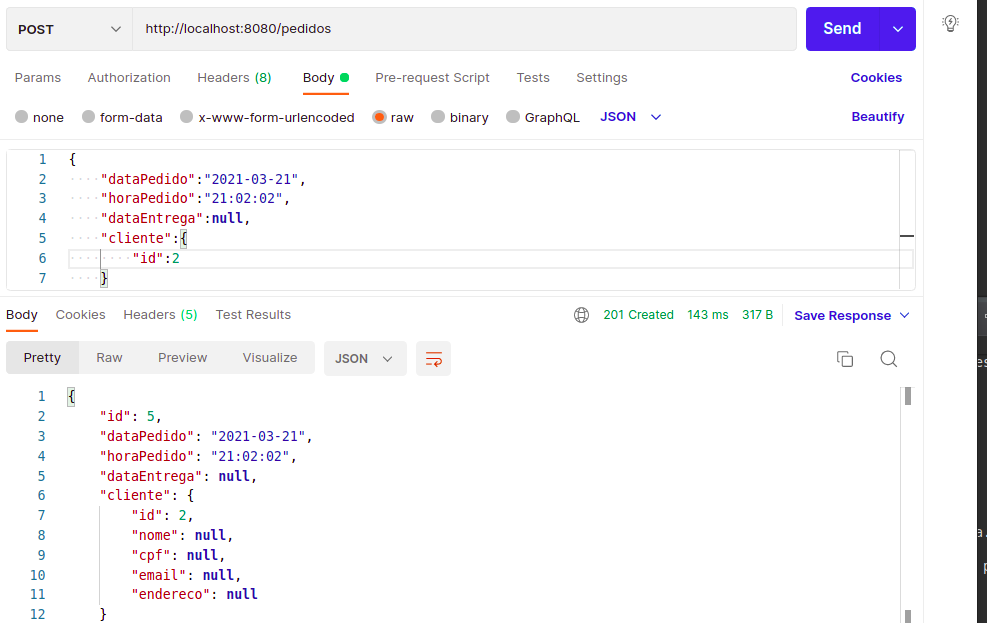 POST http://localhost:8080/pedidos Send
Params Authorization Headers (8) Body Pre-request Script Tests Settings Cookies
none form-data x-www-form-urlencoded raw binary GraphQL JSON Beautify
1 {
2 "dataPedido":"2021-03-21",
3 "horaPedido":"21:02:02",
4 "dataEntrega":null,
5 "cliente":{
6 "id":2
7 }
Body Cookies Headers (5) Test Results 201 Created 143 ms 317 B Save Response
Pretty Raw Preview Visualize JSON
1 {
2 "id": 5,
3 "dataPedido": "2021-03-21",
4 "horaPedido": "21:02:02",
5 "dataEntrega": null,
6 "cliente": {
7 "id": 2,
8 "nome": null,
9 "cpf": null,
10 "email": null,
11 "endereco": null
12 }